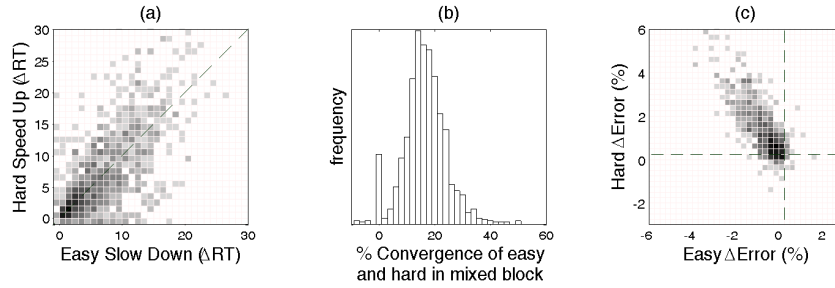 (a)
30
25
20
15
10
5
0
0
10
20
30
Hard Speed Up (ΔRT)
Easy Slow Down (ΔRT)
(b)
frequency
0
20
40
60
% Convergence of easy
and hard in mixed block
(c)
6
4
2
0
-2
-6
-4
-2
0
2
Hard ΔError (%)
Easy ΔError (%)